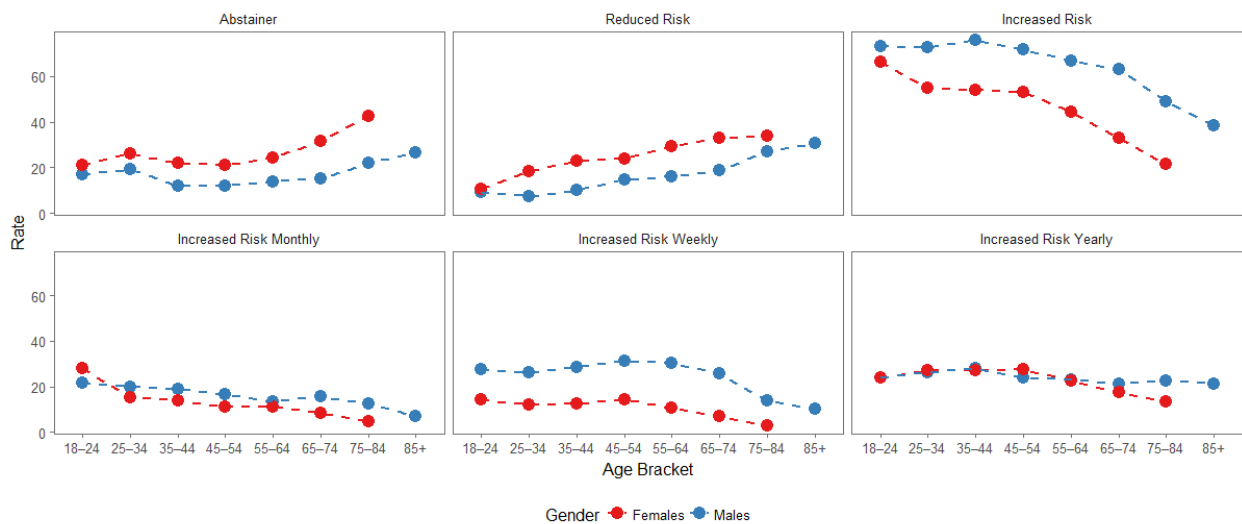 Abstainer
Reduced Risk
Increased Risk
60
40
20
0
Rate
Increased Risk Monthly
Increased Risk Weekly
Increased Risk Yearly
60
40
20
0
18–24 25–34 35–44 45–54 55–64 65–74 75–84 85+
18–24 25–34 35–44 45–54 55–64 65–74 75–84 85+
18–24 25–34 35–44 45–54 55–64 65–74 75–84 85+
Age Bracket
Gender Females Males